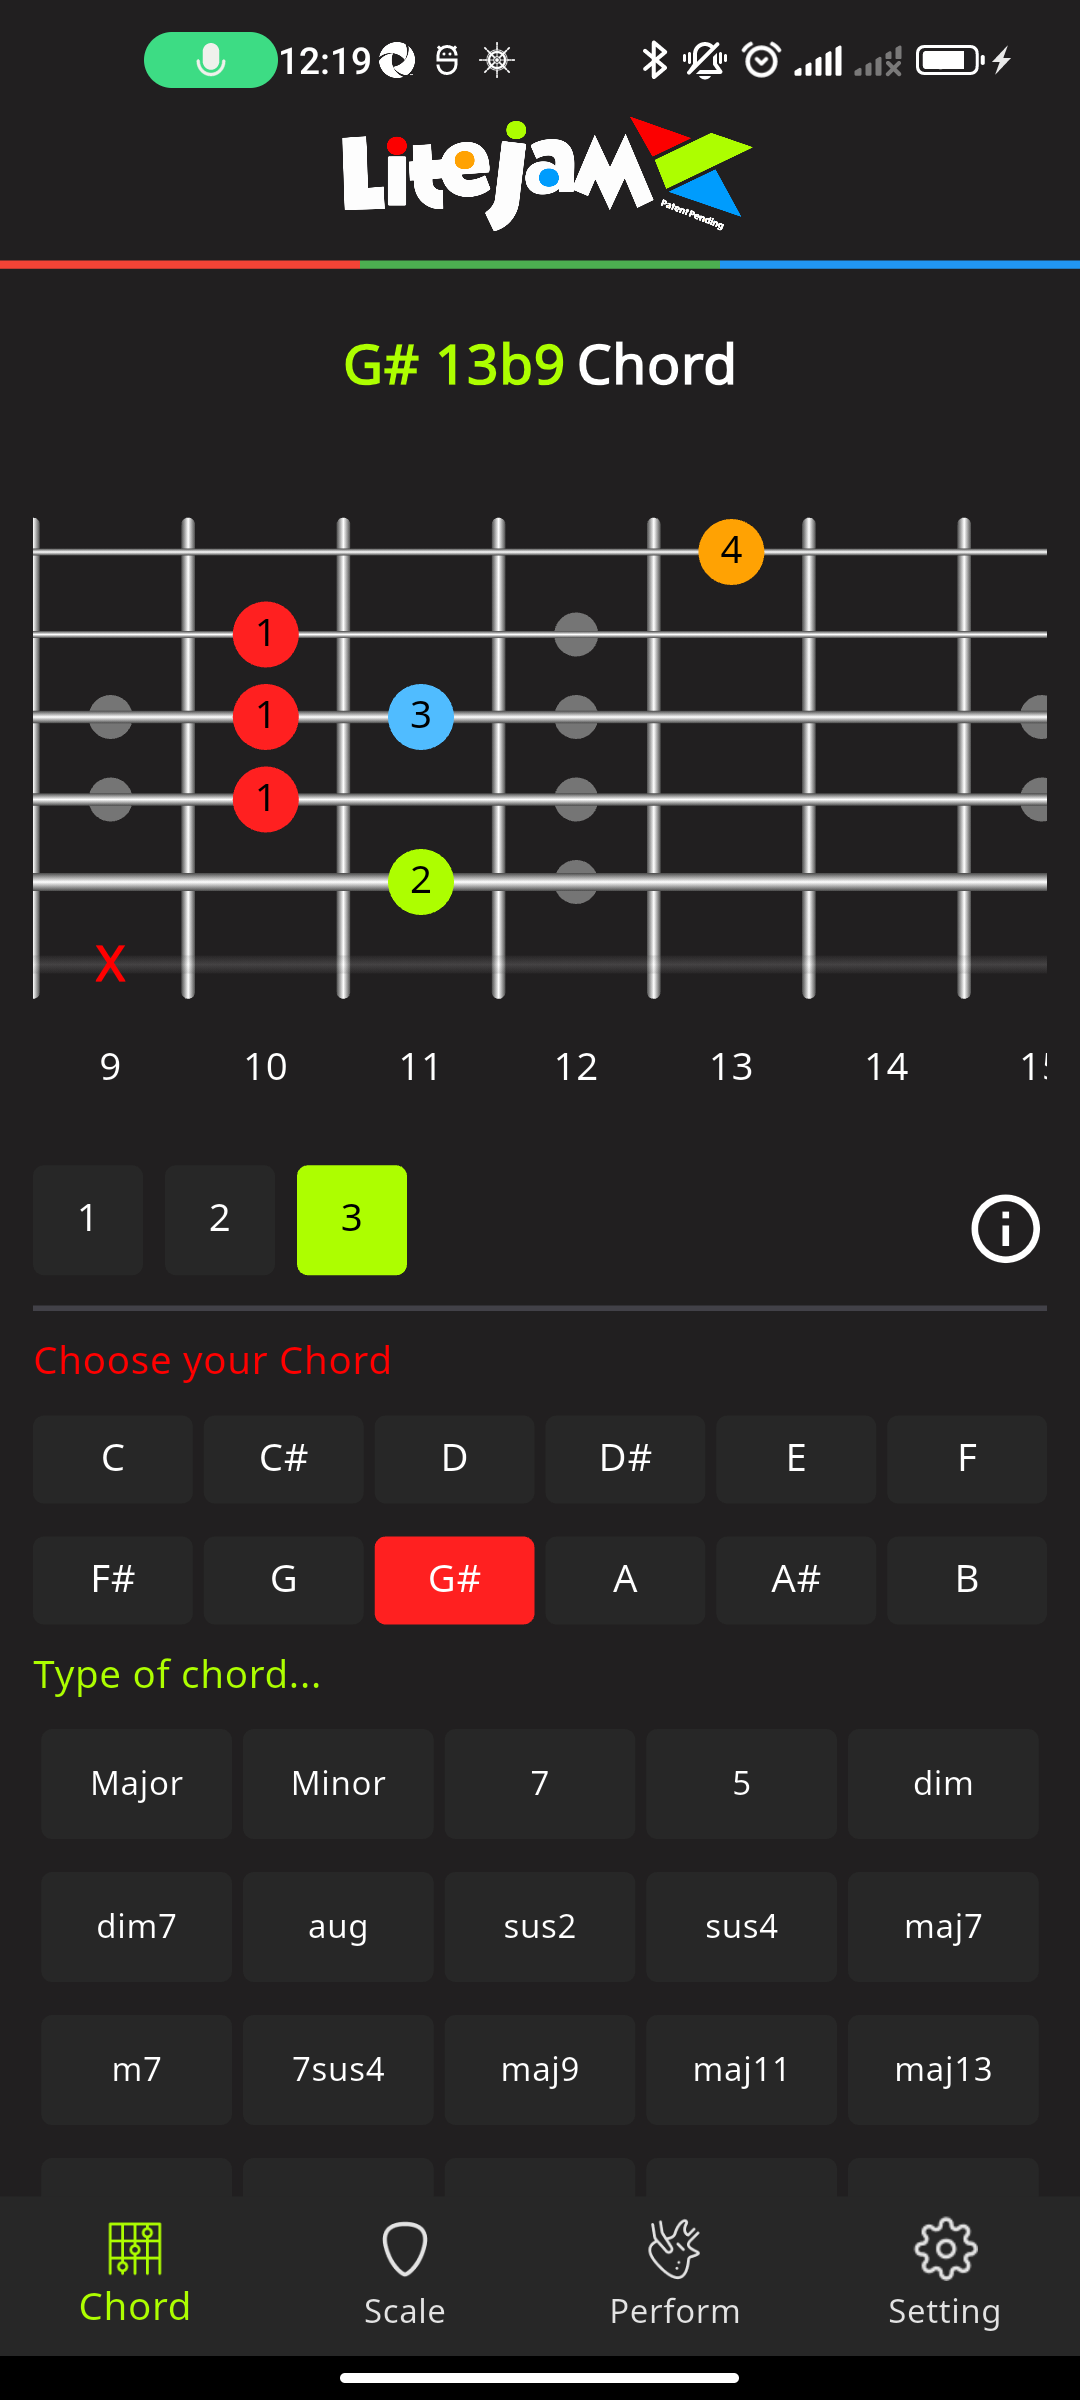 12:19
Litejam
Patent Pending
G# 13b9 Chord
4
1
1 3
1
2
X
9 10 11 12 13 14 15
1 2 3
Choose your Chord
C C# D D# E F
F# G G# A A# B
Type of chord...
Major Minor 7 5 dim
dim7 aug sus2 sus4 maj7
m7 7sus4 maj9 maj11 maj13
Chord Scale Perform Setting